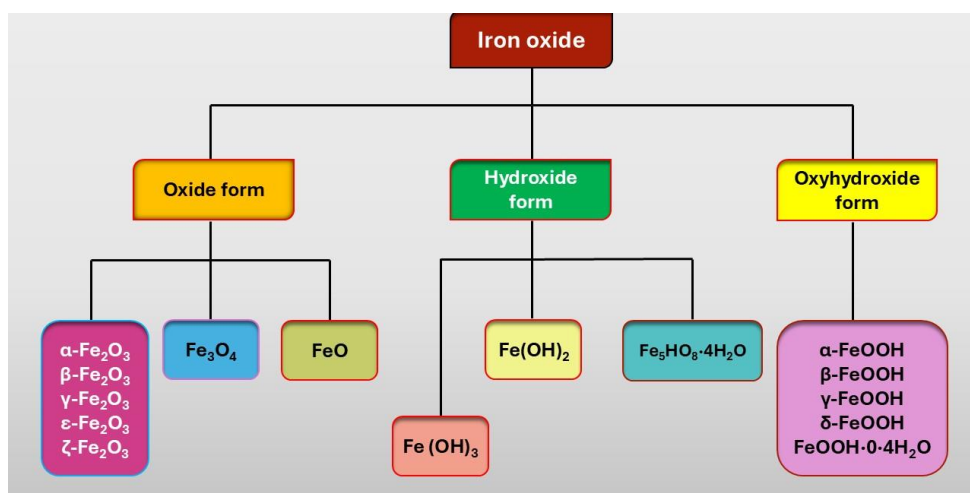 Iron oxide
Oxide form
Hydroxide
form
Oxyhydroxide
form
α-Fe₂O₃
β-Fe₂O₃
γ-Fe₂O₃
ε-Fe₂O₃
ζ-Fe₂O₃
Fe₃O₄
FeO
Fe (OH)₃
Fe(OH)₂
Fe₅HO₈·4H₂O
α-FeOOH
β-FeOOH
γ-FeOOH
δ-FeOOH
FeOOH·0·4H₂O